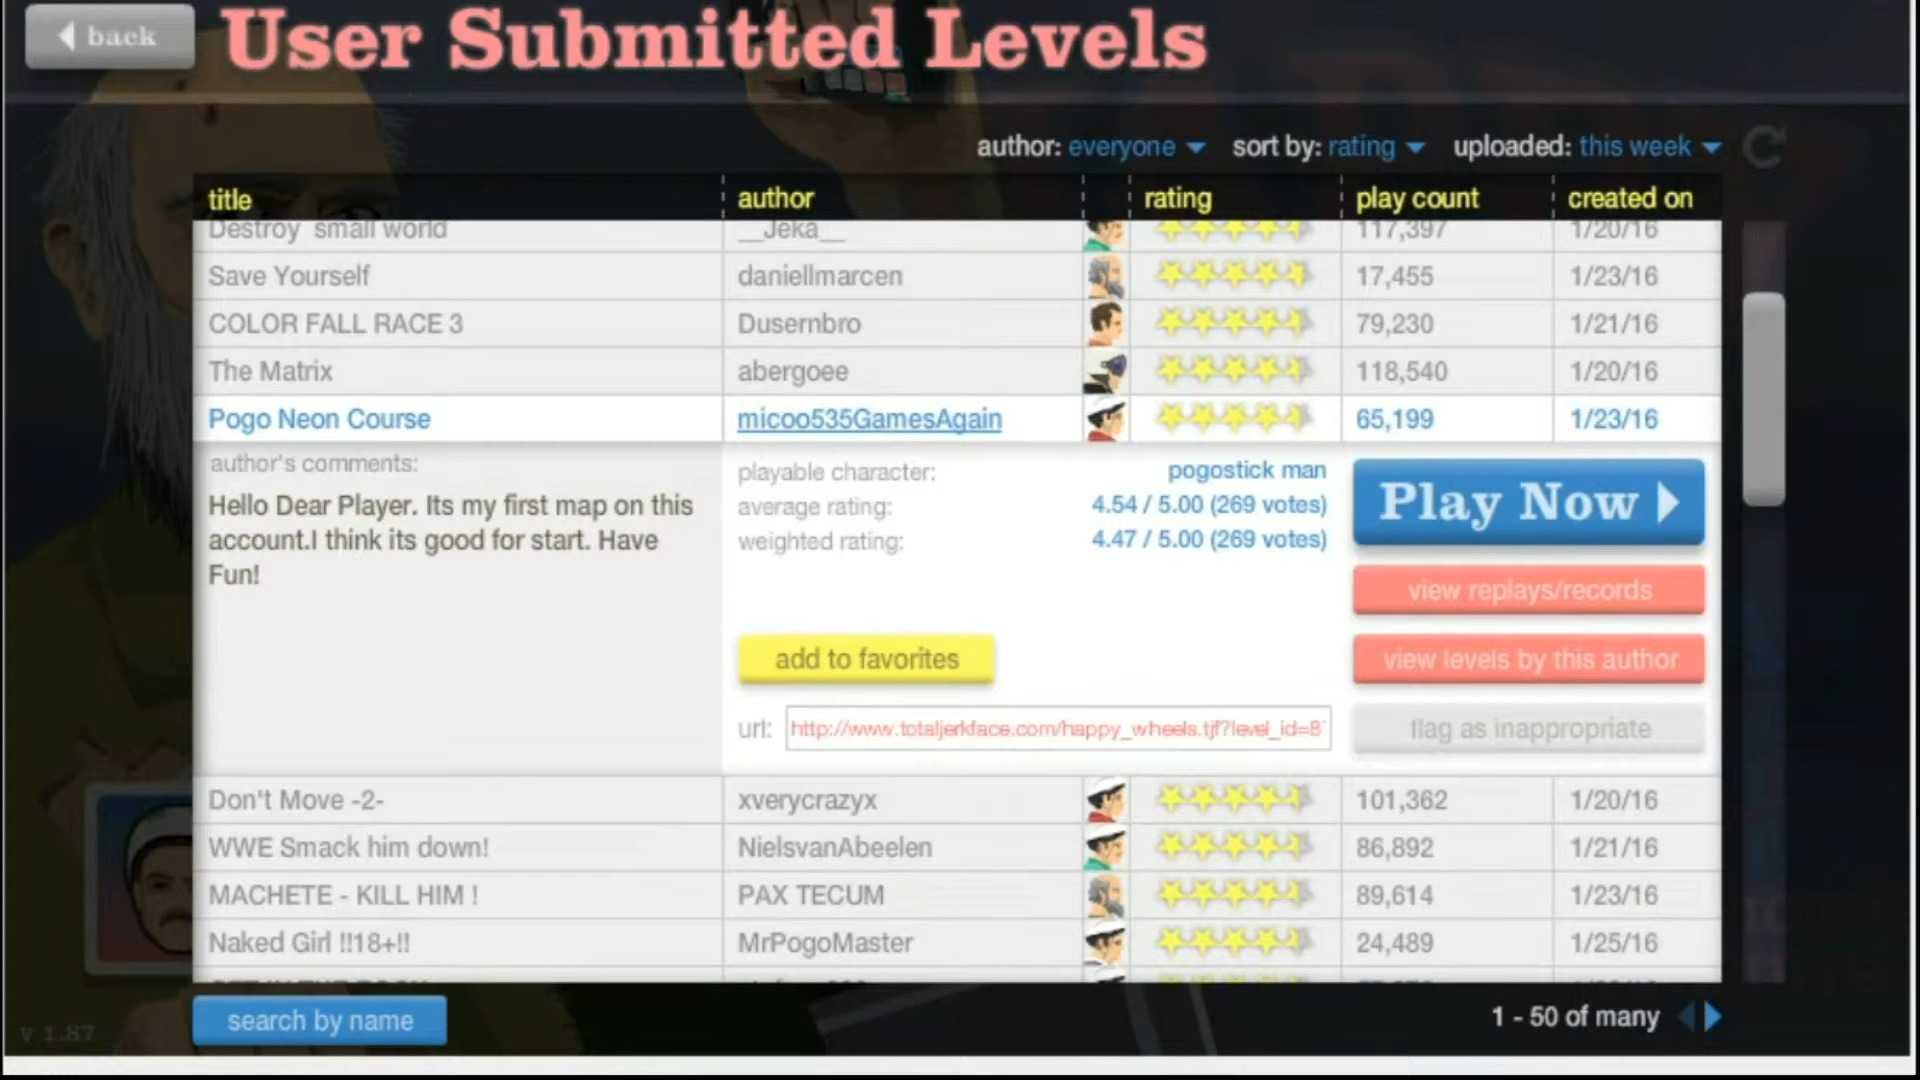 back
User Submitted Levels
author: everyone sort by: rating uploaded: this week
title author rating play count created on
Destroy small world __Jeka__ 117,397 1/20/16
Save Yourself daniellmarcen 17,455 1/23/16
COLOR FALL RACE 3 Dusernbro 79,230 1/21/16
The Matrix abergoee 118,540 1/20/16
Pogo Neon Course micoo535GamesAgain 65,199 1/23/16
author's comments:
Hello Dear Player. Its my first map on this
account.I think its good for start. Have
Fun!
playable character: pogostick man
average rating: 4.54 / 5.00 (269 votes)
weighted rating: 4.47 / 5.00 (269 votes)
add to favorites
url: http://www.totaljerkface.com/happy_wheels.tjf?level_id=8
Play Now
view replays/records
view levels by this author
flag as inappropriate
Don't Move -2- xverycrazyx 101,362 1/20/16
WWE Smack him down! NielsvanAbeelen 86,892 1/21/16
MACHETE - KILL HIM ! PAX TECUM 89,614 1/23/16
Naked Girl !!18+!! MrPogoMaster 24,489 1/25/16
search by name
1 - 50 of many
v 1.87